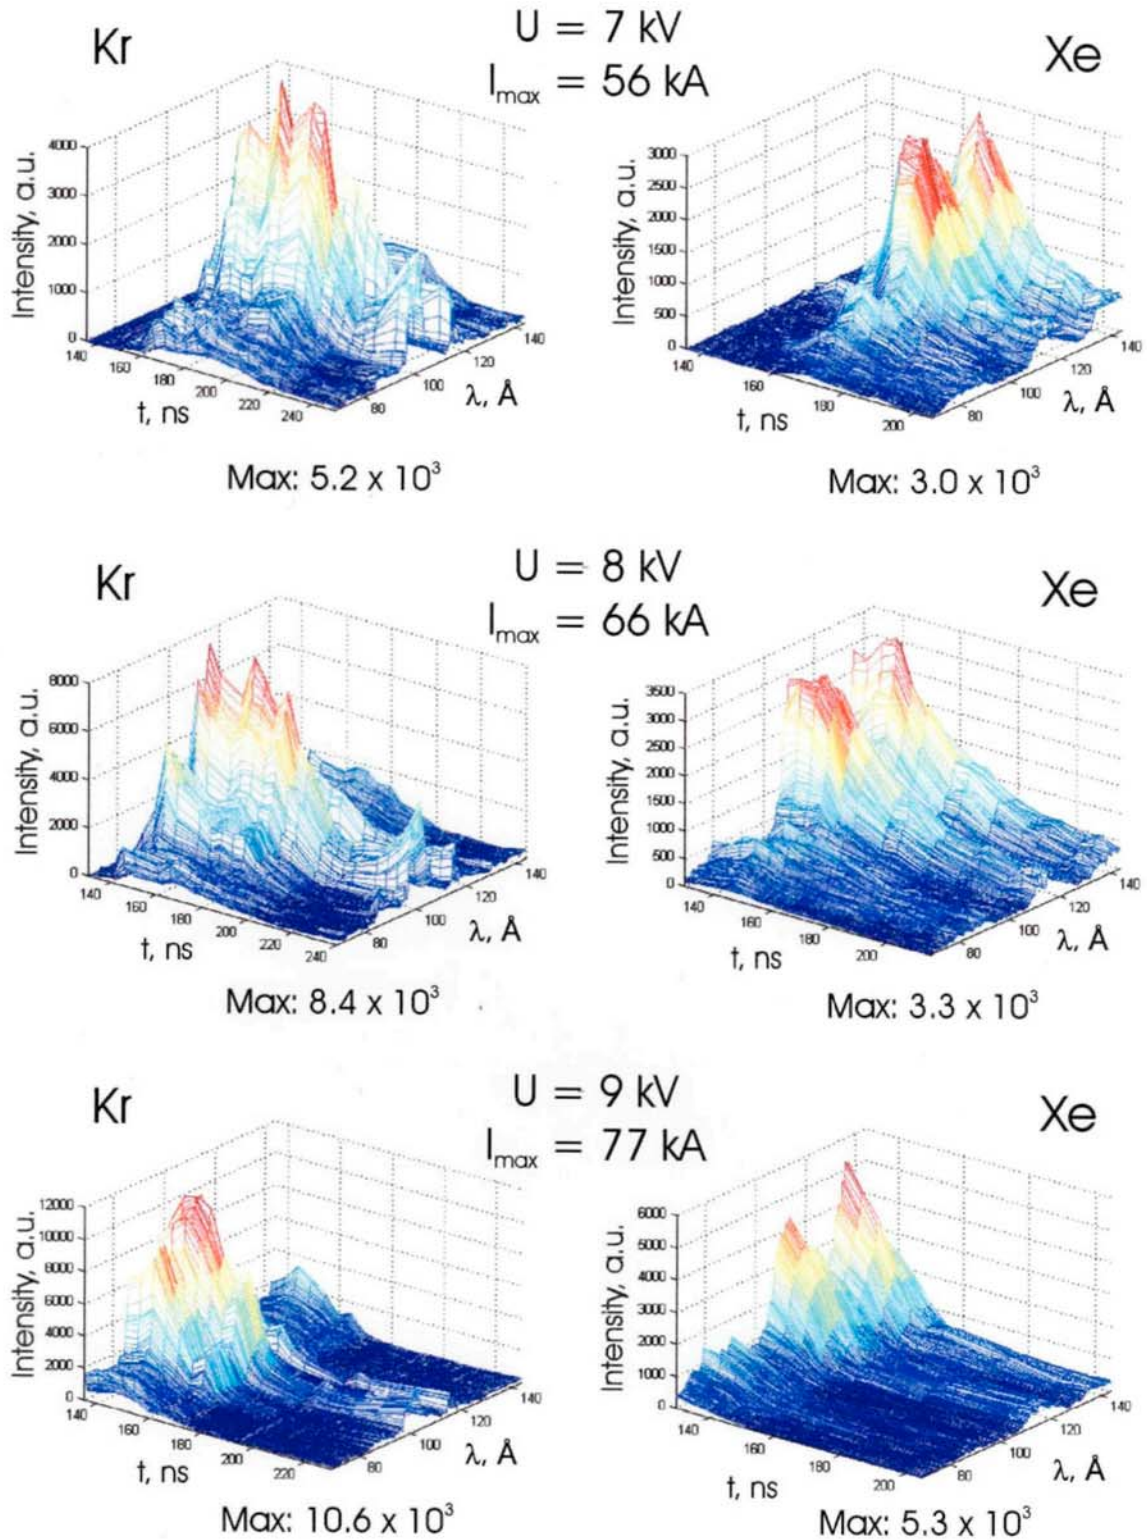 U = 7 kV
Kr
Xe
Imax = 56 kA
Intensity, a.u.
4000
3000
2000
1000
0
140
160
180
200
220
240
t, ns
80
100
120
140
λ, Å
Max: 5.2 x 10³
Intensity, a.u.
3000
2500
2000
1500
1000
500
0
140
160
180
200
t, ns
80
100
120
140
λ, Å
Max: 3.0 x 10³
U = 8 kV
Kr
Xe
Imax = 66 kA
Intensity, a.u.
8000
6000
4000
2000
0
140
160
180
200
220
240
t, ns
80
100
120
140
λ, Å
Max: 8.4 x 10³
Intensity, a.u.
3500
3000
2500
2000
1500
1000
500
0
140
160
180
200
t, ns
80
100
120
140
λ, Å
Max: 3.3 x 10³
U = 9 kV
Kr
Xe
Imax = 77 kA
Intensity, a.u.
12000
10000
8000
6000
4000
2000
0
140
160
180
200
220
t, ns
80
100
120
140
λ, Å
Max: 10.6 x 10³
Intensity, a.u.
6000
5000
4000
3000
2000
1000
0
140
160
180
200
t, ns
80
100
120
140
λ, Å
Max: 5.3 x 10³